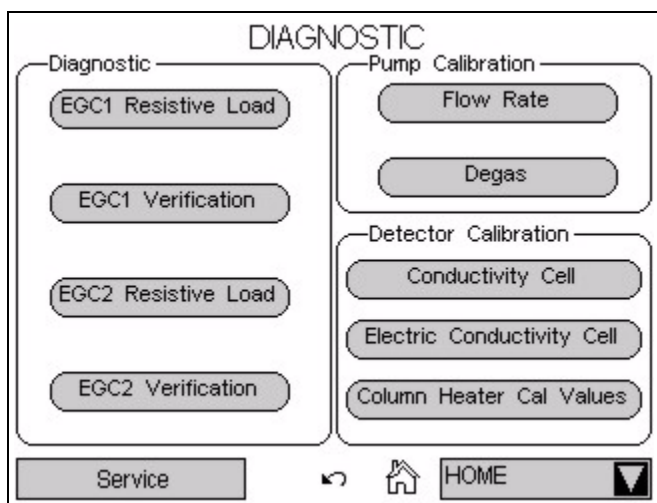 DIAGNOSTIC
Diagnostic
EGC1 Resistive Load
EGC1 Verification
EGC2 Resistive Load
EGC2 Verification
Pump Calibration
Flow Rate
Degas
Detector Calibration
Conductivity Cell
Electric Conductivity Cell
Column Heater Cal Values
Service
HOME